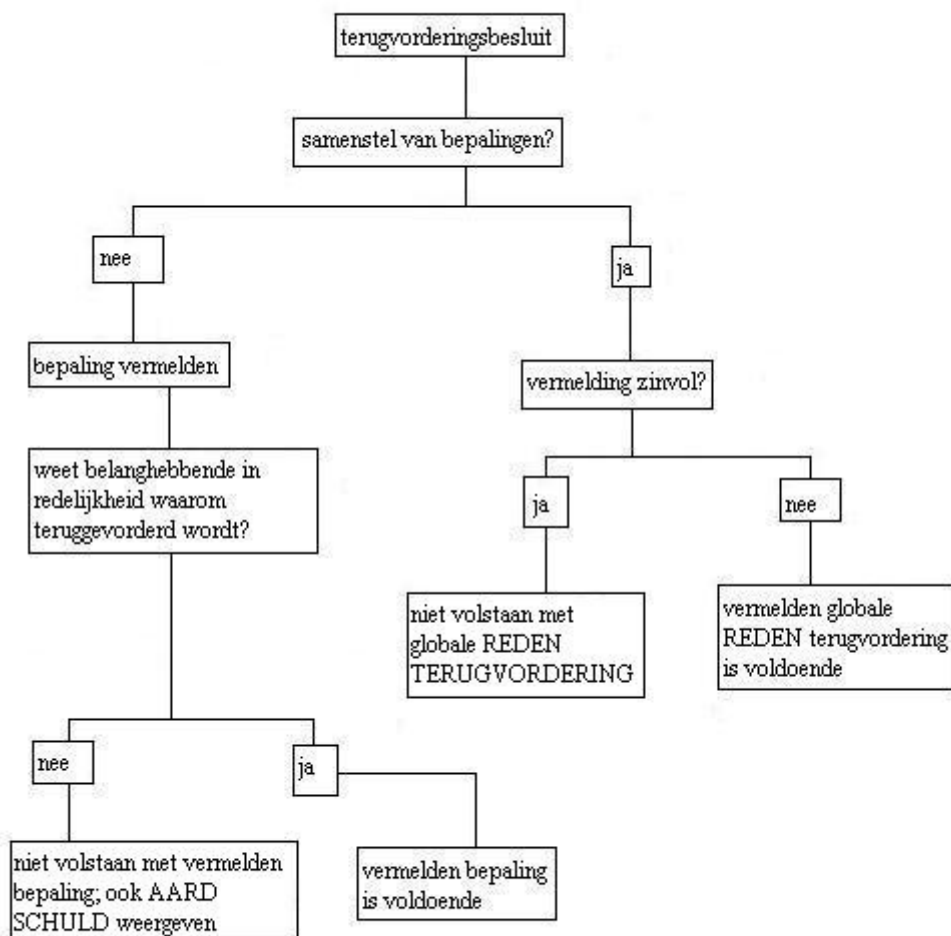 terugvorderingsbesluit
samenstel van bepalingen?
nee
ja
bepaling vermelden
vermelding zinvol?
weet belanghebbende in
redelijkheid waarom
teruggevorderd wordt?
ja
nee
niet volstaan met
globale REDEN
TERUGVORDERING
vermelden globale
REDEN terugvordering
is voldoende
nee
ja
niet volstaan met vermelden
bepaling; ook AARD
SCHULD weergeven
vermelden bepaling
is voldoende